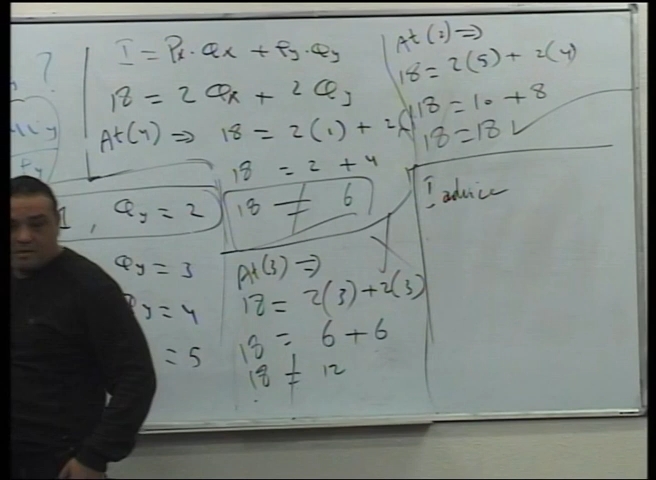 ?
I = Px · Qx + Py · Qy
18 = 2 Qx + 2 Qy
At (4) ⇒ 18 = 2(1) + 2(
18 = 2 + 4
18 ≠ 6
1 , Qy = 2
Qy = 3
y = 4
= 5
At (3) ⇒
18 = 2(3) + 2(3)
18 = 6 + 6
18 ≠ 12
At (2) ⇒
18 = 2(5) + 2(4)
18 = 10 + 8
18 = 18 ✓
I advice